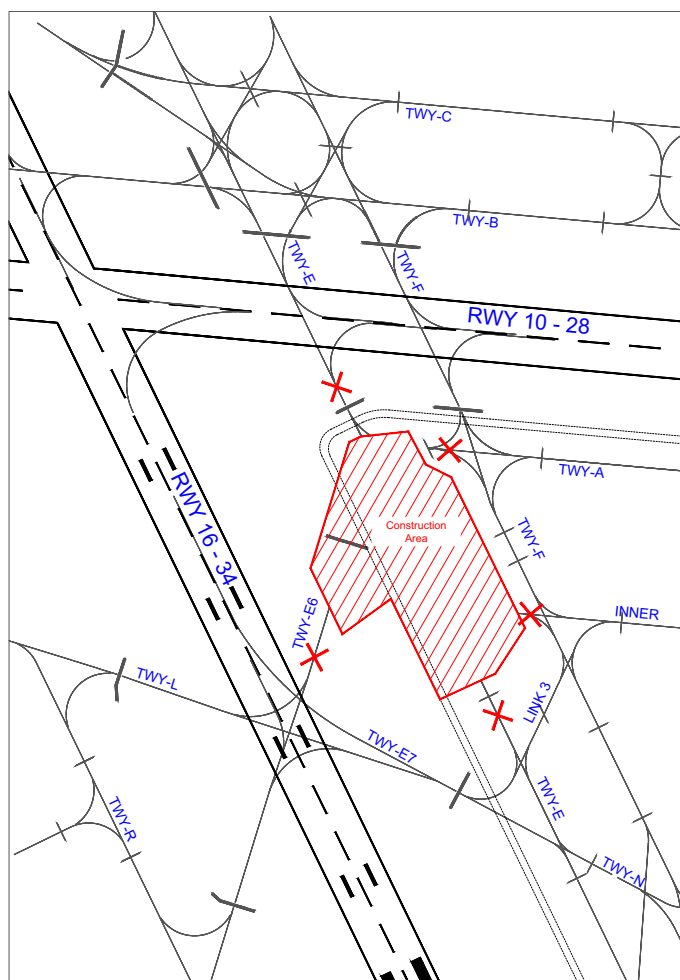 TWY-C
TWY-B
TWY-E
TWY-F
RWY 10 - 28
TWY-A
RWY 16 - 34
Construction
Area
TWY-F
TWY-E6
INNER
TWY-L
LINK 3
TWY-E7
TWY-E
TWY-R
TWY-N